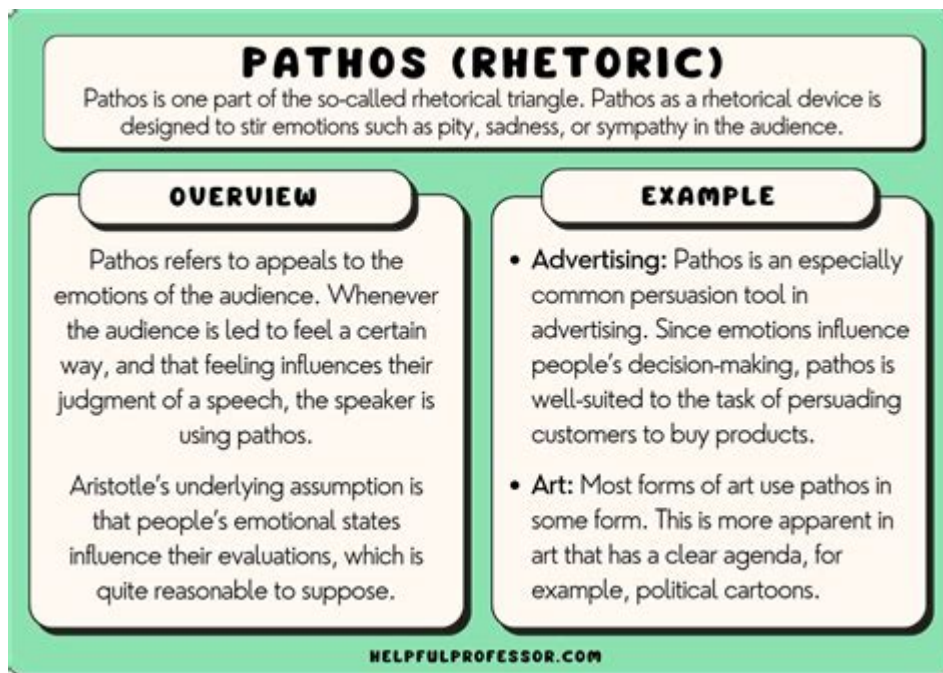 PATHOS (RHETORIC)
Pathos is one part of the so-called rhetorical triangle. Pathos as a rhetorical device is
designed to stir emotions such as pity, sadness, or sympathy in the audience.
OVERVIEW
Pathos refers to appeals to the
emotions of the audience. Whenever
the audience is led to feel a certain
way, and that feeling influences their
judgment of a speech, the speaker is
using pathos.
Aristotle's underlying assumption is
that people's emotional states
influence their evaluations, which is
quite reasonable to suppose.
EXAMPLE
• Advertising: Pathos is an especially
common persuasion tool in
advertising. Since emotions influence
people's decision-making, pathos is
well-suited to the task of persuading
customers to buy products.
• Art: Most forms of art use pathos in
some form. This is more apparent in
art that has a clear agenda, for
example, political cartoons.
HELPFULPROFESSOR.COM